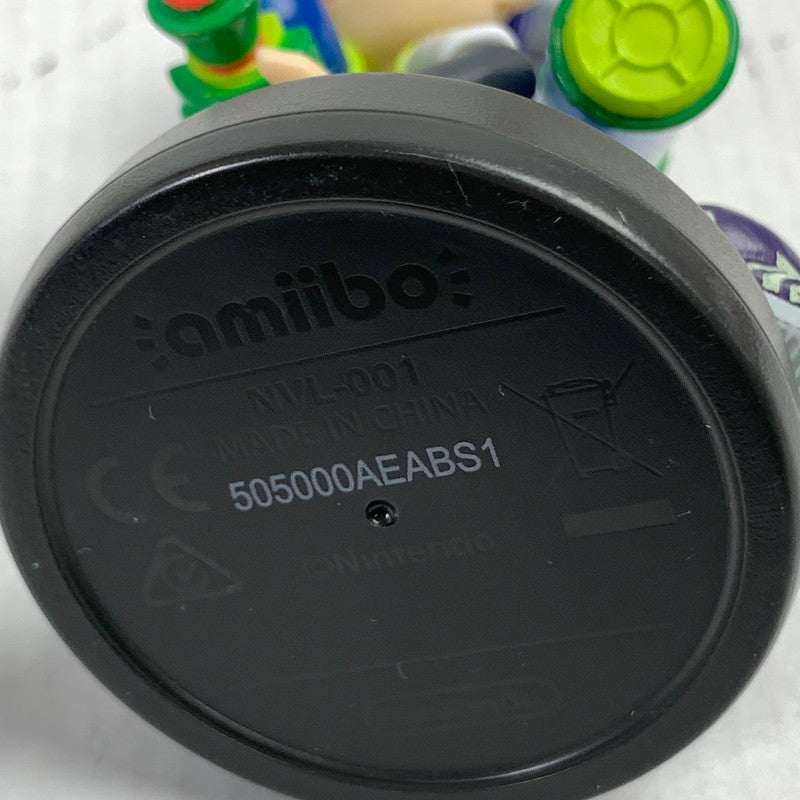 amiibo
NVL-001
MADE IN CHINA
CE
505000AEABS1
©Nintendo